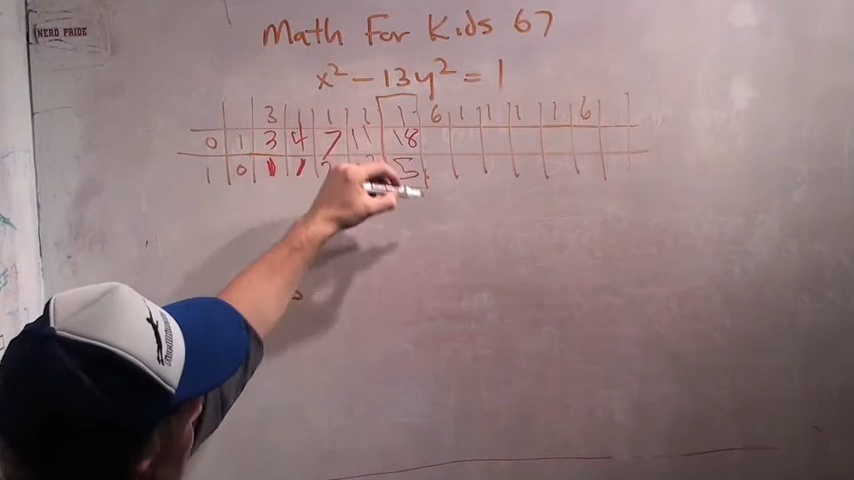 NERD PRIDE
Math For Kids 67
x² - 13y² = 1
3 1 1 1 1 6 1 1 1 1 6
0 1 3 4 7 11 18
1 0 1 1 2 5